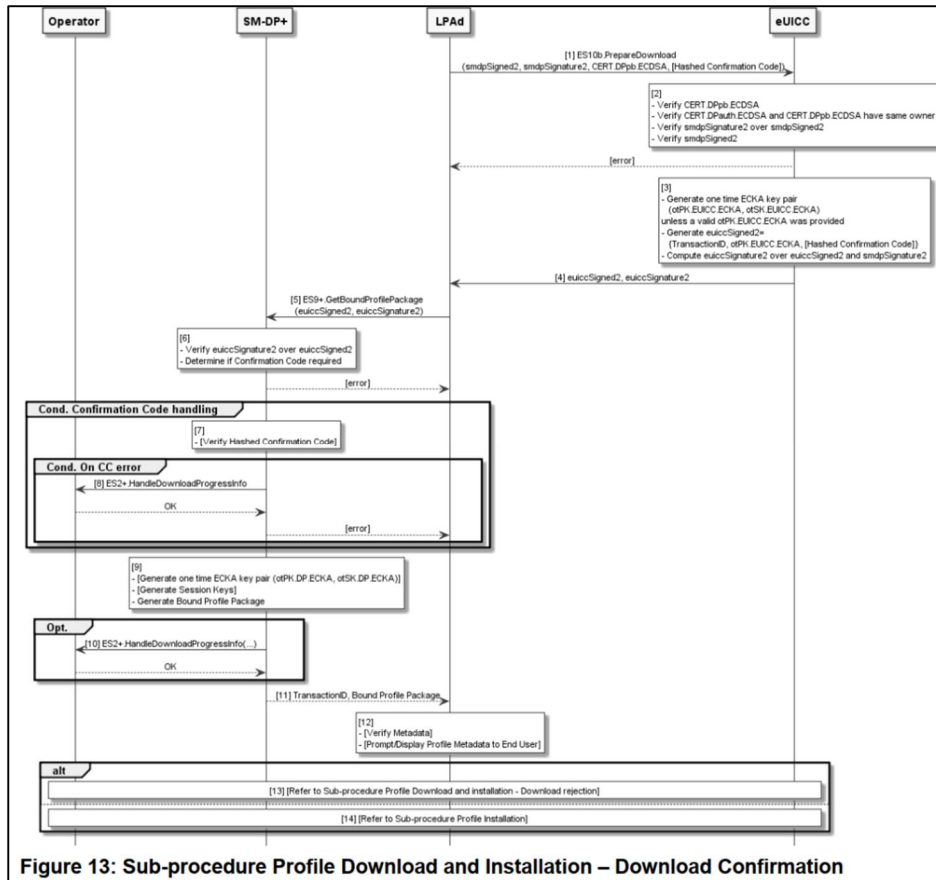 Operator
SM-DP+
LPAd
eUICC
[1] ES10b.PrepareDownload
(smdpSigned2, smdpSignature2, CERT.DPpb.ECDSA, [Hashed Confirmation Code])
[2]
- Verify CERT.DPpb.ECDSA
- Verify CERT.DPauth.ECDSA and CERT.DPpb.ECDSA have same owner
- Verify smdpSignature2 over smdpSigned2
- Verify smdpSigned2
[error]
[3]
- Generate one time ECKA key pair
(otPK.EUICC.ECKA, otSK.EUICC.ECKA)
unless a valid otPK.EUICC.ECKA was provided
- Generate euiccSigned2=
{TransactionID, otPK.EUICC.ECKA, [Hashed Confirmation Code]}
- Compute euiccSignature2 over euiccSigned2 and smdpSignature2
[4] euiccSigned2, euiccSignature2
[5] ES9+.GetBoundProfilePackage
(euiccSigned2, euiccSignature2)
[6]
- Verify euiccSignature2 over euiccSigned2
- Determine if Confirmation Code required
[error]
Cond. Confirmation Code handling
[7]
- [Verify Hashed Confirmation Code]
Cond. On CC error
[8] ES2+.HandleDownloadProgressInfo
OK
[error]
[9]
- [Generate one time ECKA key pair (otPK.DP.ECKA, otSK.DP.ECKA)]
- [Generate Session Keys]
- Generate Bound Profile Package
Opt.
[10] ES2+.HandleDownloadProgressInfo(...)
OK
[11] TransactionID, Bound Profile Package
[12]
- [Verify Metadata]
- [Prompt/Display Profile Metadata to End User]
alt
[13] [Refer to Sub-procedure Profile Download and installation - Download rejection]
[14] [Refer to Sub-procedure Profile Installation]
Figure 13: Sub-procedure Profile Download and Installation – Download Confirmation